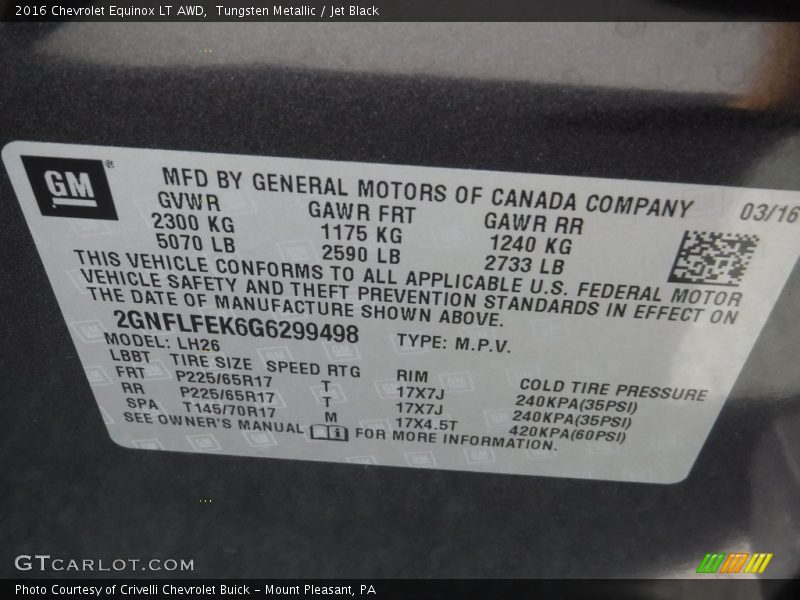 2016 Chevrolet Equinox LT AWD, Tungsten Metallic / Jet Black
GM ®
MFD BY GENERAL MOTORS OF CANADA COMPANY 03/16
GVWR GAWR FRT GAWR RR
2300 KG 1175 KG 1240 KG
5070 LB 2590 LB 2733 LB
THIS VEHICLE CONFORMS TO ALL APPLICABLE U.S. FEDERAL MOTOR
VEHICLE SAFETY AND THEFT PREVENTION STANDARDS IN EFFECT ON
THE DATE OF MANUFACTURE SHOWN ABOVE.
2GNFLFEK6G6299498 TYPE: M.P.V.
MODEL: LH26
LBBT TIRE SIZE SPEED RTG RIM COLD TIRE PRESSURE
FRT P225/65R17 T 17X7J 240KPA(35PSI)
RR P225/65R17 T 17X7J 240KPA(35PSI)
SPA T145/70R17 M 17X4.5T 420KPA(60PSI)
SEE OWNER'S MANUAL i FOR MORE INFORMATION.
GTCARLOT.COM
Photo Courtesy of Crivelli Chevrolet Buick - Mount Pleasant, PA